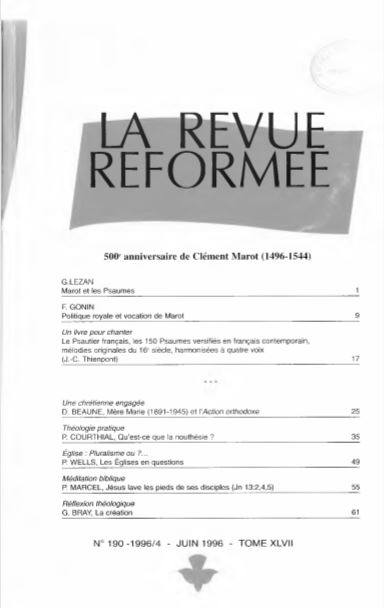 LA REVUE
RÉFORMÉE
500e anniversaire de Clément Marot (1496-1544)
G.LEZAN
Marot et les Psaumes 1
F. GONIN
Politique royale et vocation de Marot 9
Un livre pour chanter
Le Psautier français, les 150 Psaumes versifiés en français contemporain,
mélodies originales du 16e siècle, harmonisées à quatre voix
(J.-C. Thienpont) 17
* * *
Une chrétienne engagée
D. BEAUNE, Mère Marie (1891-1945) et l'Action orthodoxe 25
Théologie pratique
P. COURTHIAL, Qu'est-ce que la nouthésie ? 35
Église : Pluralisme ou ?...
P. WELLS, Les Églises en questions 49
Méditation biblique
P. MARCEL, Jésus lave les pieds de ses disciples (Jn 13:2,4,5) 55
Réflexion théologique
G. BRAY, La création 61
N° 190 -1996/4 - JUIN 1996 - TOME XLVII